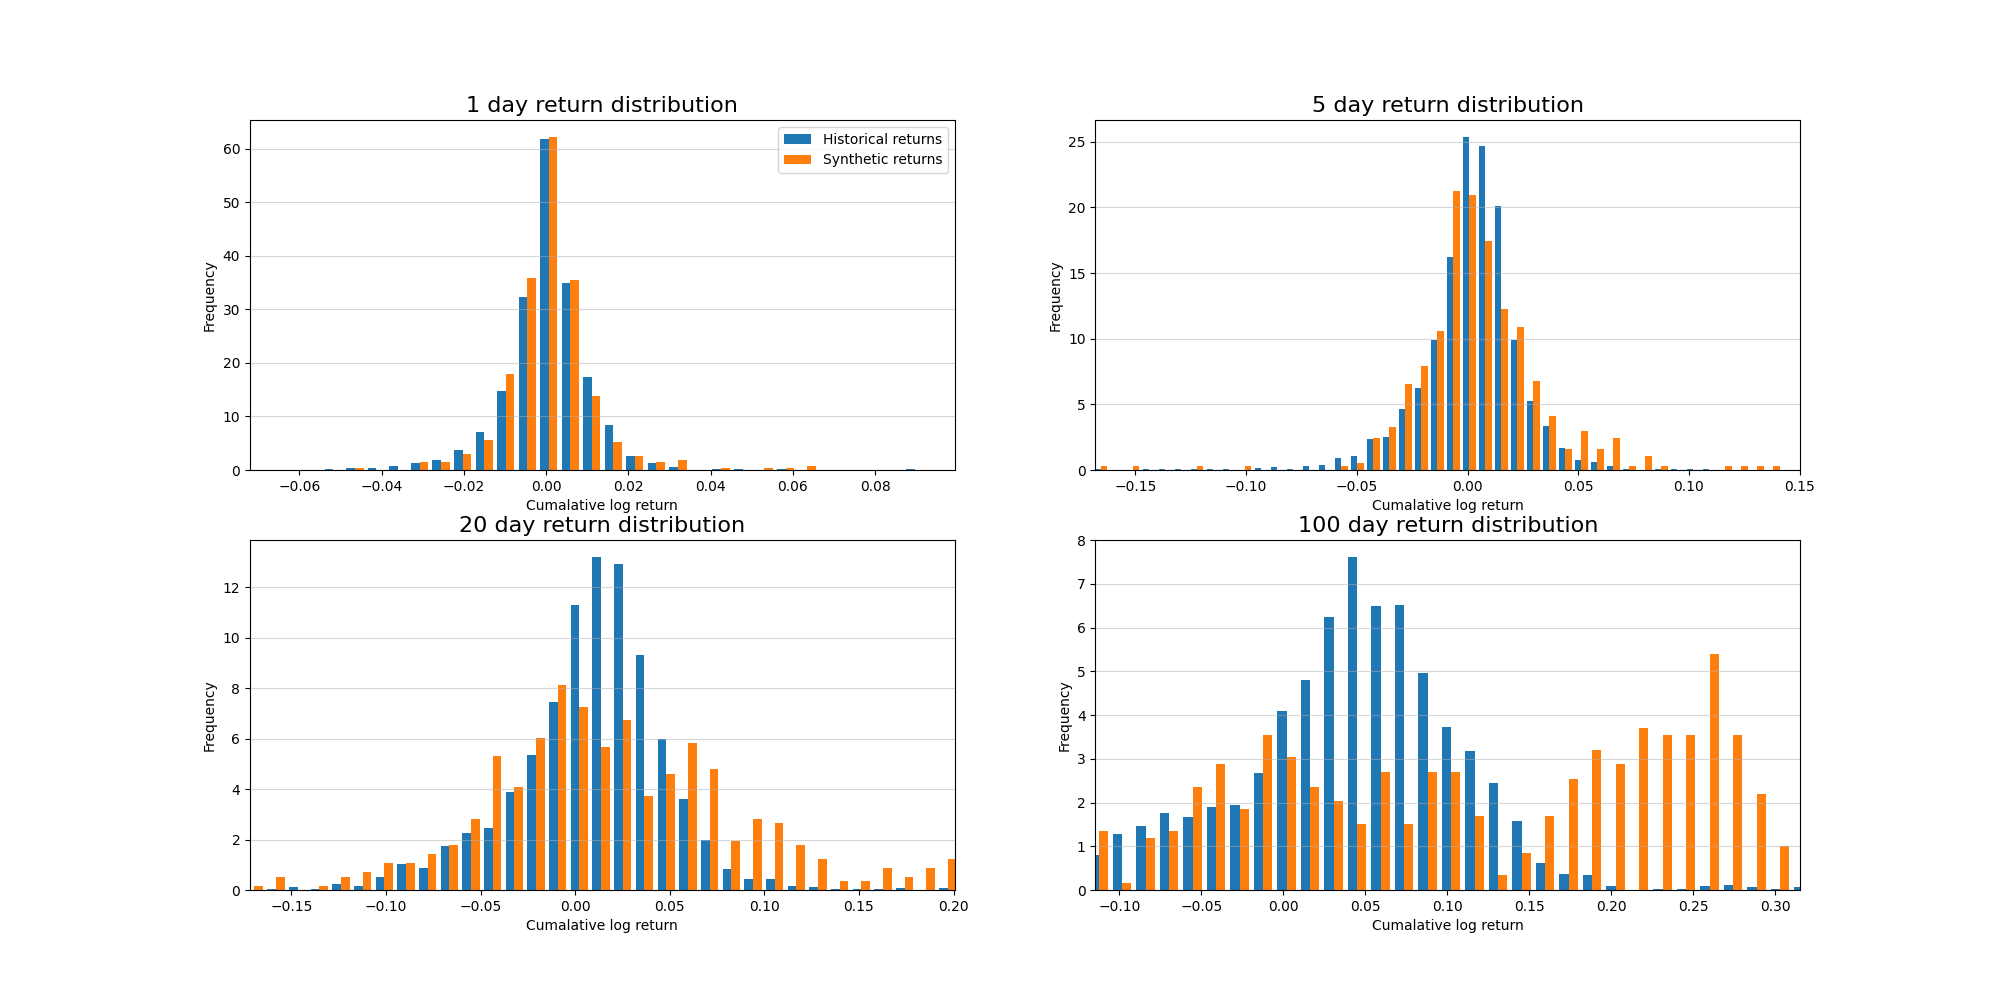 1 day return distribution
Frequency
60
50
40
30
20
10
0
Historical returns
Synthetic returns
−0.06 −0.04 −0.02 0.00 0.02 0.04 0.06 0.08
Cumalative log return
5 day return distribution
Frequency
25
20
15
10
5
0
−0.15 −0.10 −0.05 0.00 0.05 0.10 0.15
Cumalative log return
20 day return distribution
Frequency
12
10
8
6
4
2
0
−0.15 −0.10 −0.05 0.00 0.05 0.10 0.15 0.20
Cumalative log return
100 day return distribution
Frequency
8
7
6
5
4
3
2
1
0
−0.10 −0.05 0.00 0.05 0.10 0.15 0.20 0.25 0.30
Cumalative log return